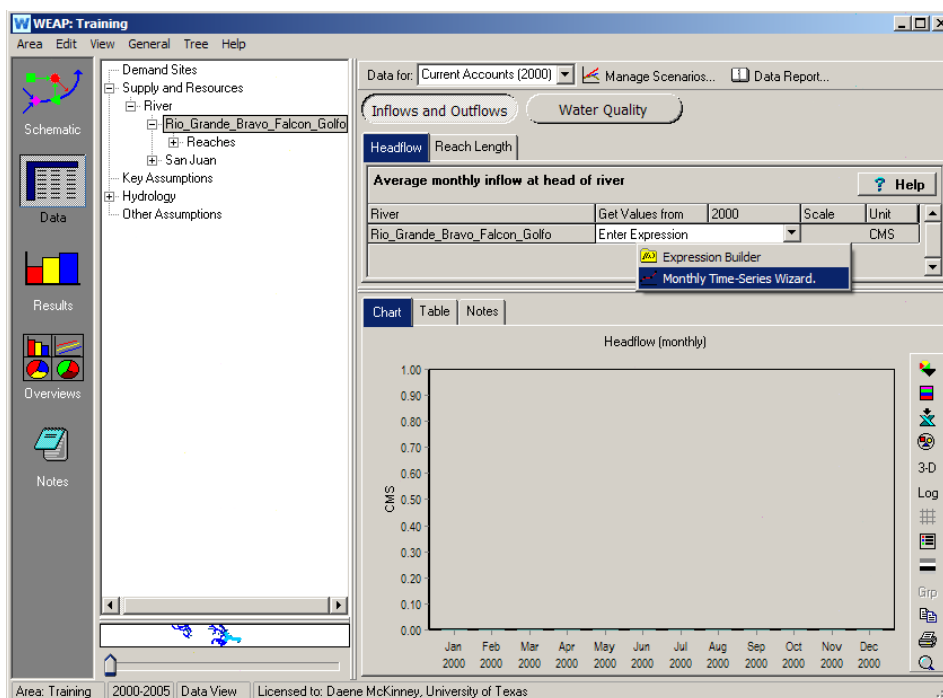 WEAP: Training
Area Edit View General Tree Help
Schematic
Data
Results
Overviews
Notes
Demand Sites
Supply and Resources
River
Rio_Grande_Bravo_Falcon_Golfo
Reaches
San Juan
Key Assumptions
Hydrology
Other Assumptions
Data for: Current Accounts (2000) Manage Scenarios... Data Report...
Inflows and Outflows Water Quality
Headflow Reach Length
Average monthly inflow at head of river ? Help
River Get Values from 2000 Scale Unit
Rio_Grande_Bravo_Falcon_Golfo Enter Expression CMS
Expression Builder
Monthly Time-Series Wizard.
Chart Table Notes
Headflow (monthly)
1.00
0.90
0.80
0.70
0.60
0.50
0.40
0.30
0.20
0.10
0.00
CMS
Jan Feb Mar Apr May Jun Jul Aug Sep Oct Nov Dec
2000 2000 2000 2000 2000 2000 2000 2000 2000 2000 2000 2000
3-D
Log
Grp
Area: Training 2000-2005 Data View Licensed to: Daene McKinney, University of Texas